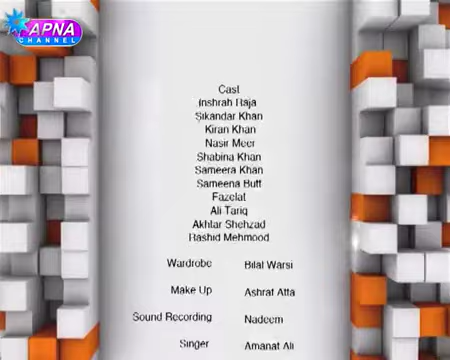 APNA
CHANNEL
Cast
Inshrah Raja
Sikandar Khan
Kiran Khan
Nasir Meer
Shabina Khan
Sameera Khan
Sameena Butt
Fazelat
Ali Tariq
Akhtar Shehzad
Rashid Mehmood
Wardrobe Bilal Warsi
Make Up Ashraf Atta
Sound Recording Nadeem
Singer Amanat Ali